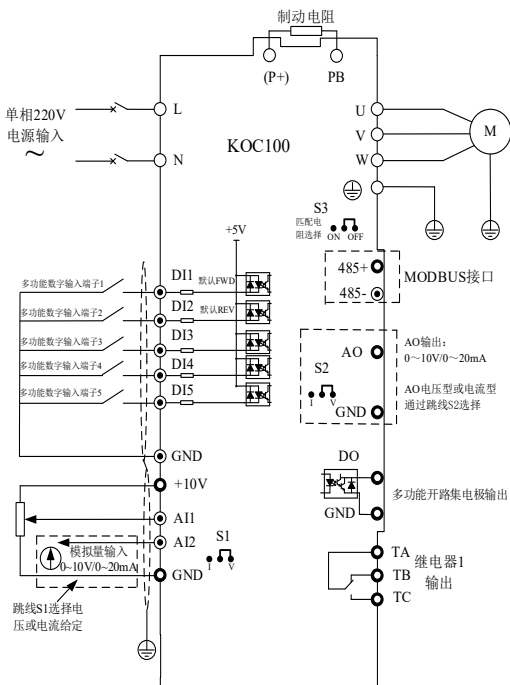 制动电阻
(P+)
PB
单相220V
电源输入
～
L
N
KOC100
U
V
W
M
S3
匹配电
阻选择
ON
OFF
+5V
485+
485-
MODBUS接口
多功能数字输入端子1
DI1
默认FWD
多功能数字输入端子2
DI2
默认REV
多功能数字输入端子3
DI3
多功能数字输入端子4
DI4
多功能数字输入端子5
DI5
AO
S2
I
V
GND
AO输出：
0～10V/0～20mA
AO电压型或电流型
通过跳线S2选择
GND
+10V
AI1
AI2
GND
模拟量输入
0~10V/0~20mA
跳线S1选择电
压或电流给定
S1
I
V
DO
GND
多功能开路集电极输出
TA
TB
TC
继电器1
输出